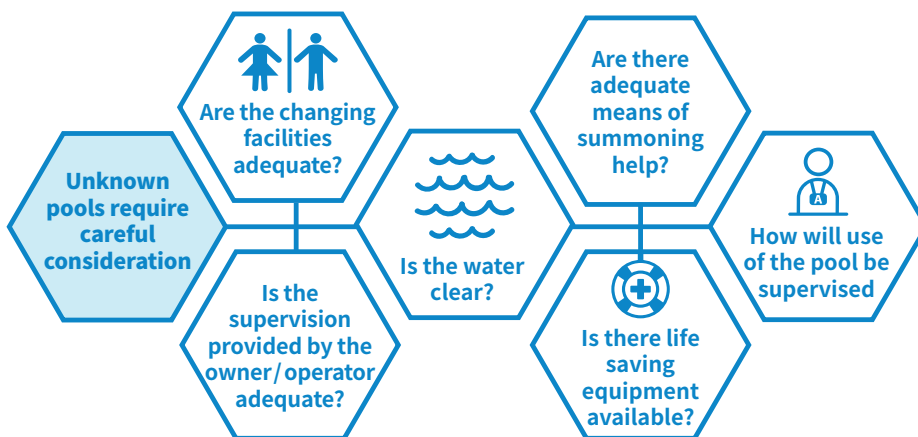 Unknown
pools require
careful
consideration
Are the changing
facilities
adequate?
Is the
supervision
provided by the
owner/operator
adequate?
Is the water
clear?
Are there
adequate
means of
summoning
help?
Is there life
saving
equipment
available?
A
How will use
of the pool be
supervised